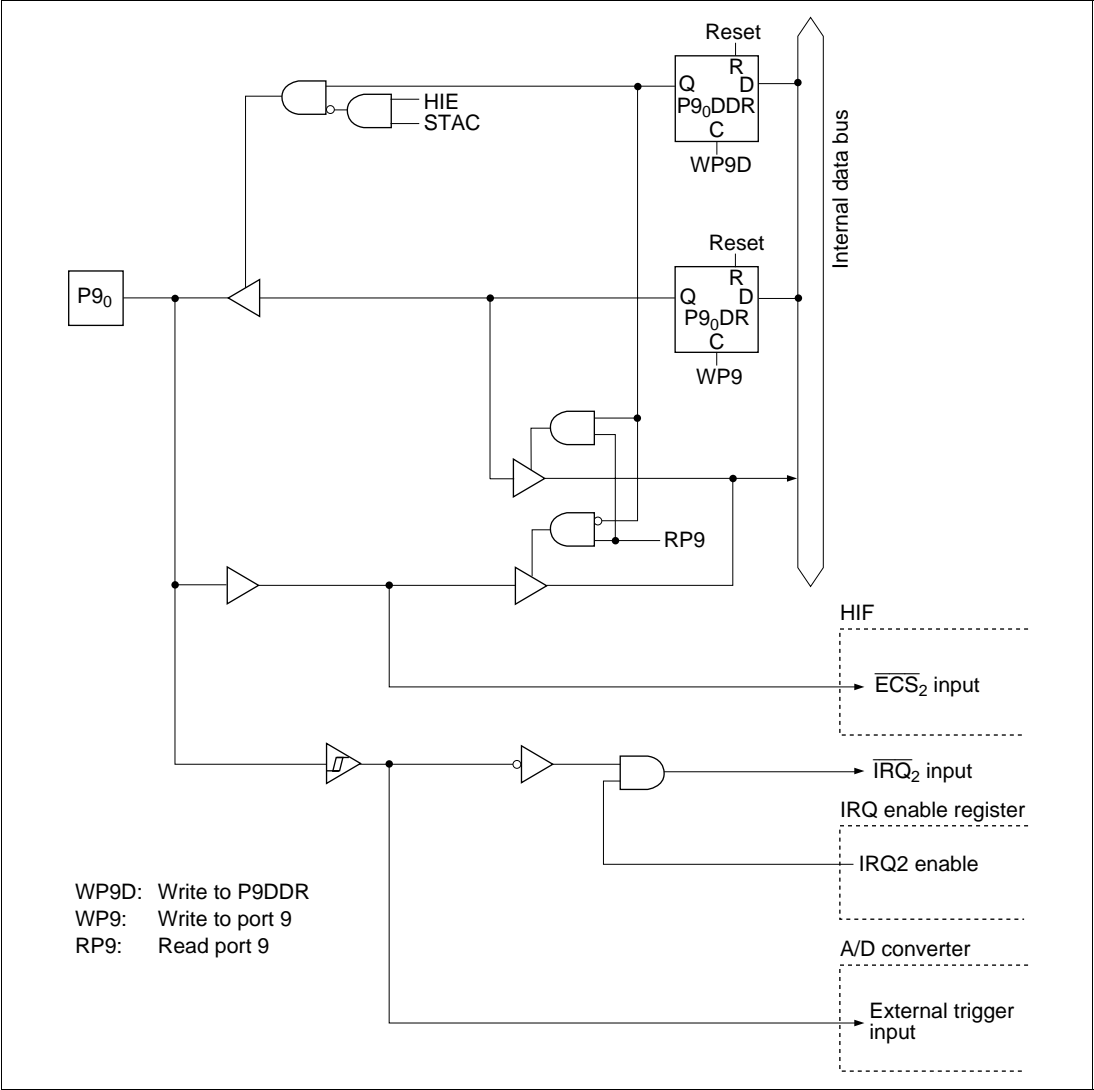 Reset
R
Q D
P9₀DDR
C
WP9D
HIE
STAC
Internal data bus
Reset
R
Q D
P9₀DR
C
WP9
P9₀
RP9
HIF
E̅C̅S̅₂ input
I̅R̅Q̅₂ input
IRQ enable register
IRQ2 enable
WP9D: Write to P9DDR
WP9: Write to port 9
RP9: Read port 9
A/D converter
External trigger
input